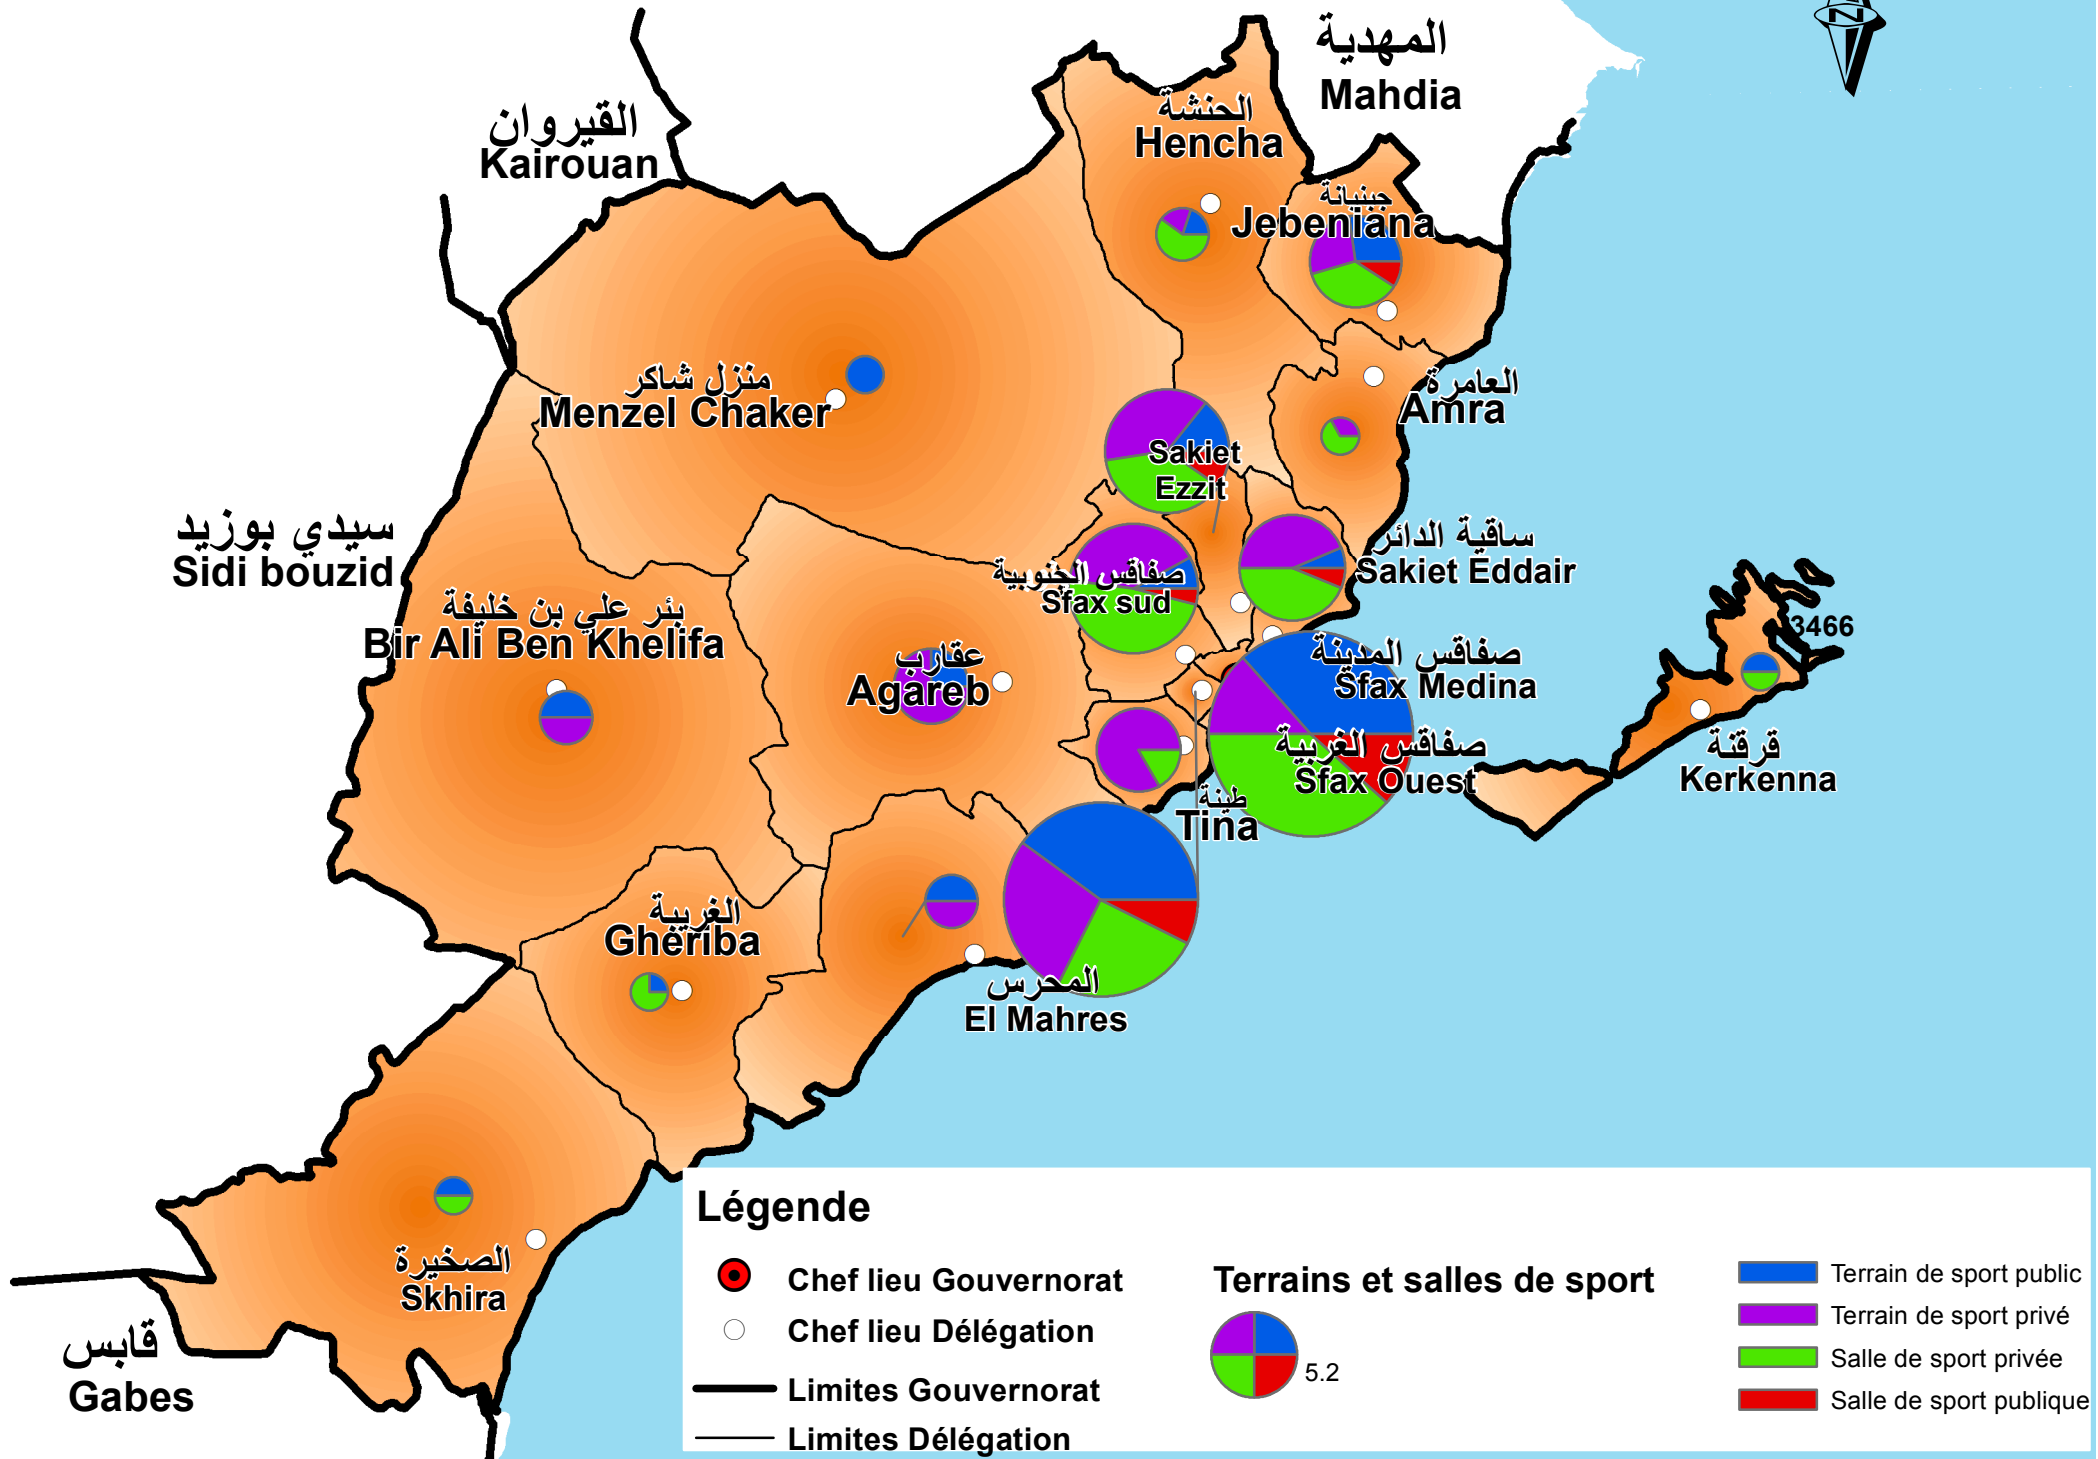 N
المهدية
Mahdia
القيروان
Kairouan
الحنشة
Hencha
جبنيانة
Jebeniana
منزل شاكر
Menzel Chaker
العامرة
Amra
Sakiet
Ezzit
سيدي بوزيد
Sidi bouzid
ساقية الدائر
Sakiet Eddair
صفاقس الجنوبية
Sfax sud
بئر علي بن خليفة
Bir Ali Ben Khelifa
3466
عقارب
Agareb
صفاقس المدينة
Sfax Medina
صفاقس الغربية
Sfax Ouest
قرقنة
Kerkenna
طينة
Tina
الغريبة
Gheriba
المحرس
El Mahres
الصخيرة
Skhira
قابس
Gabes
Légende
Chef lieu Gouvernorat
Chef lieu Délégation
Limites Gouvernorat
Limites Délégation
Terrains et salles de sport
5.2
Terrain de sport public
Terrain de sport privé
Salle de sport privée
Salle de sport publique